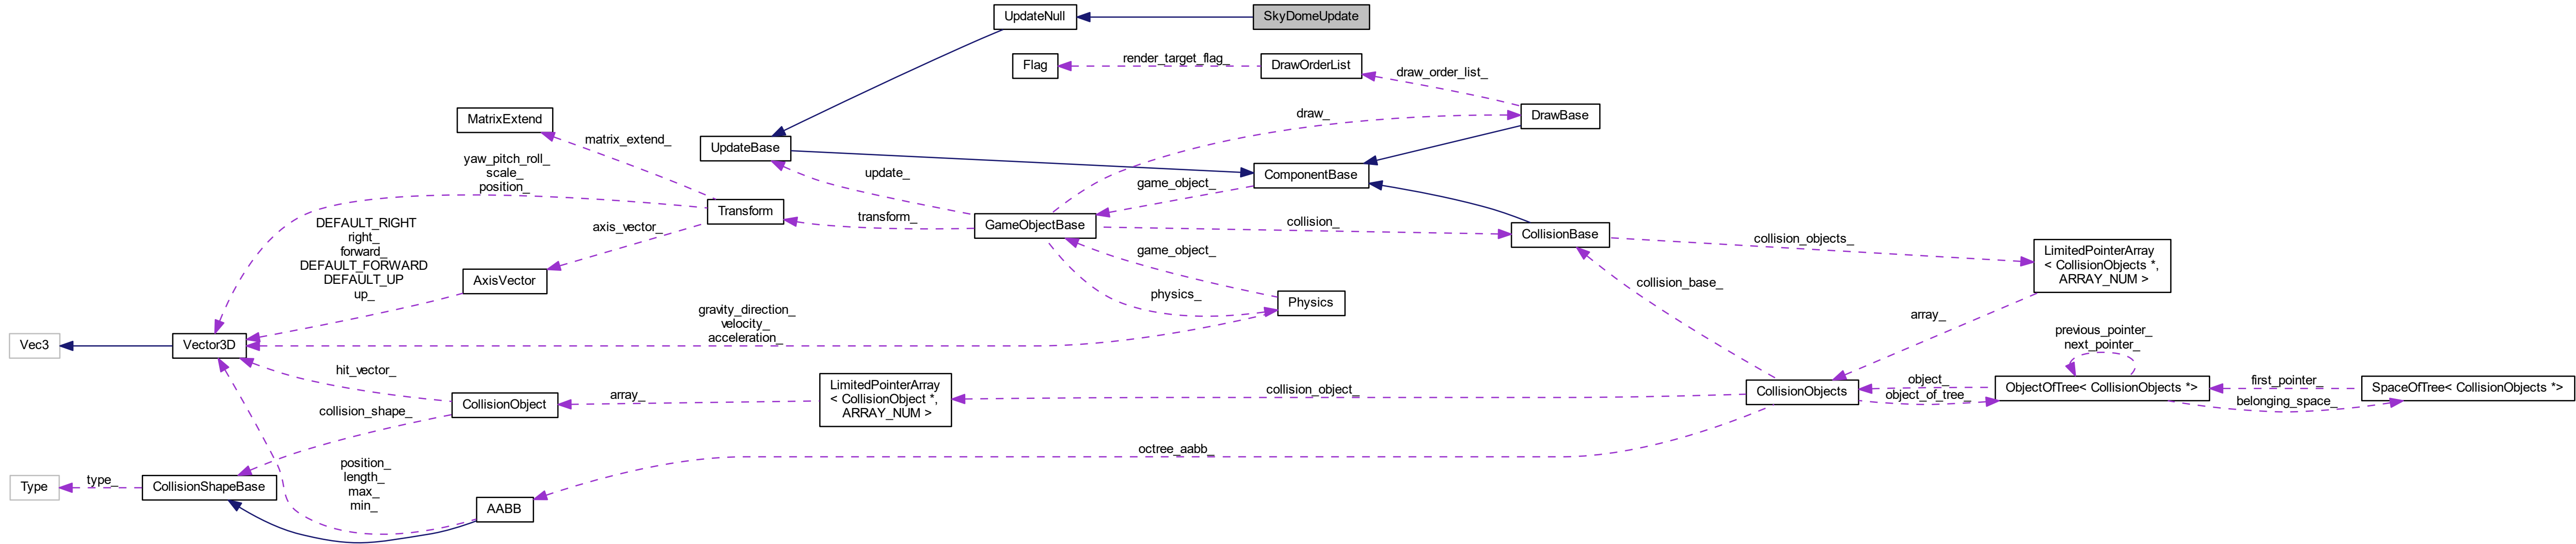 UpdateNull
SkyDomeUpdate
Flag
render_target_flag_
DrawOrderList
draw_order_list_
MatrixExtend
matrix_extend_
draw_
DrawBase
UpdateBase
yaw_pitch_roll_
scale_
position_
update_
ComponentBase
game_object_
Transform
transform_
GameObjectBase
collision_
CollisionBase
collision_objects_
LimitedPointerArray
< CollisionObjects *,
ARRAY_NUM >
DEFAULT_RIGHT
right_
forward_
DEFAULT_FORWARD
DEFAULT_UP
up_
axis_vector_
AxisVector
game_object_
physics_
Physics
collision_base_
array_
gravity_direction_
velocity_
acceleration_
Vec3
Vector3D
previous_pointer_
next_pointer_
hit_vector_
collision_shape_
CollisionObject
array_
LimitedPointerArray
< CollisionObject *,
ARRAY_NUM >
collision_object_
CollisionObjects
object_
object_of_tree_
ObjectOfTree< CollisionObjects *>
first_pointer_
belonging_space_
SpaceOfTree< CollisionObjects *>
octree_aabb_
Type
type_
CollisionShapeBase
position_
length_
max_
min_
AABB